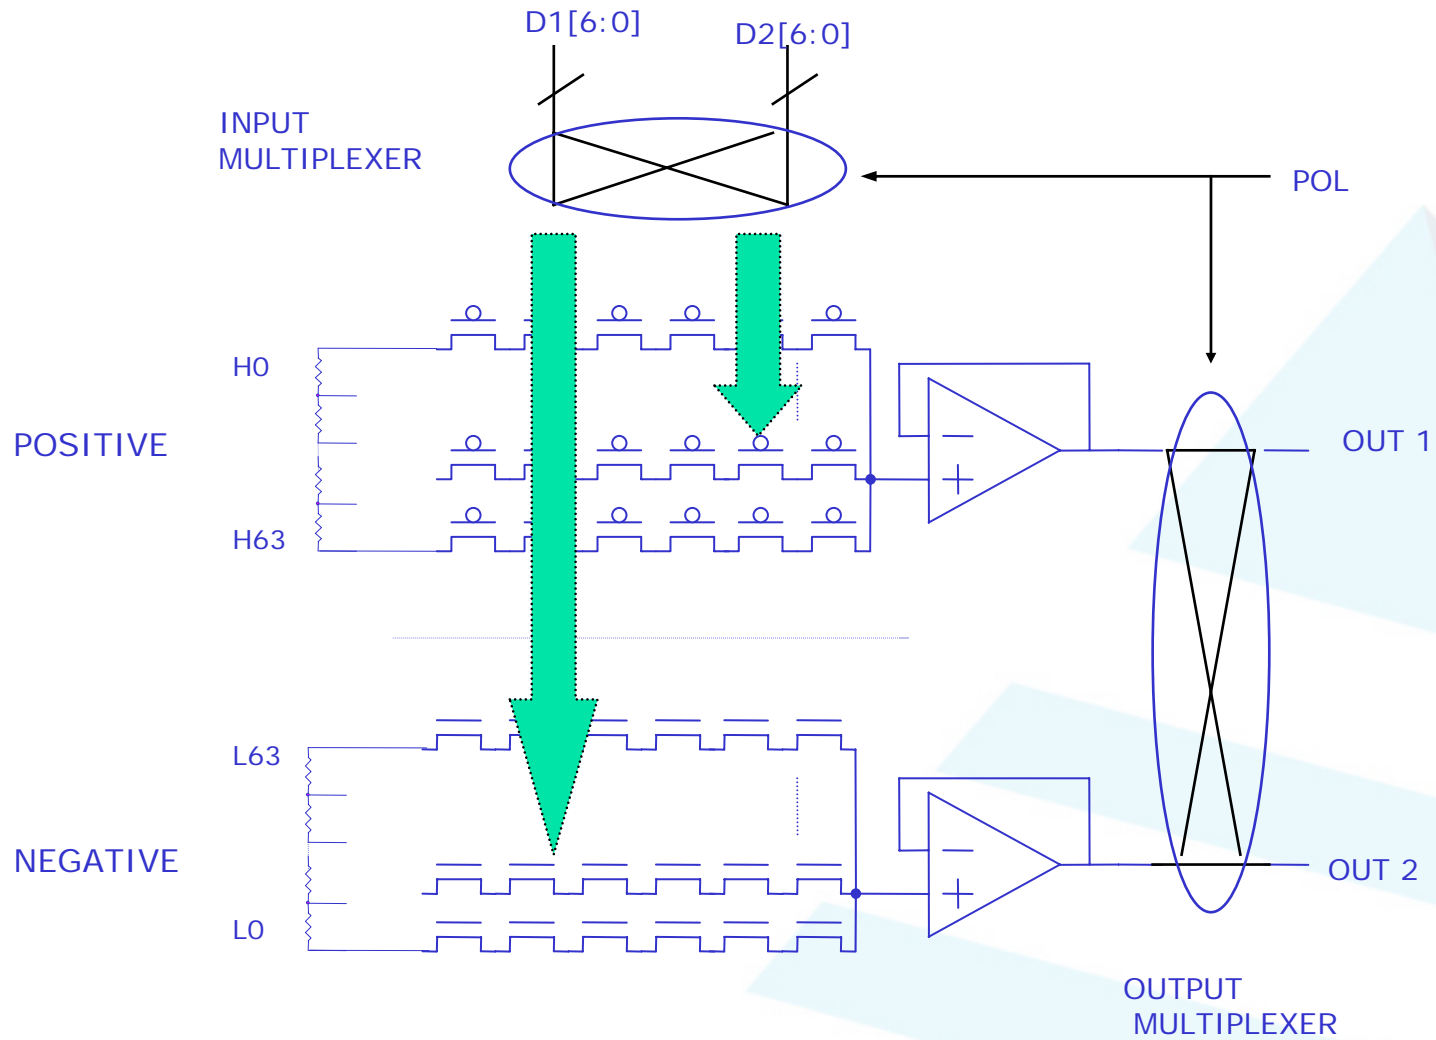 D1[6:0]
D2[6:0]
INPUT
MULTIPLEXER
POL
H0
POSITIVE
OUT 1
H63
L63
NEGATIVE
OUT 2
L0
OUTPUT
MULTIPLEXER